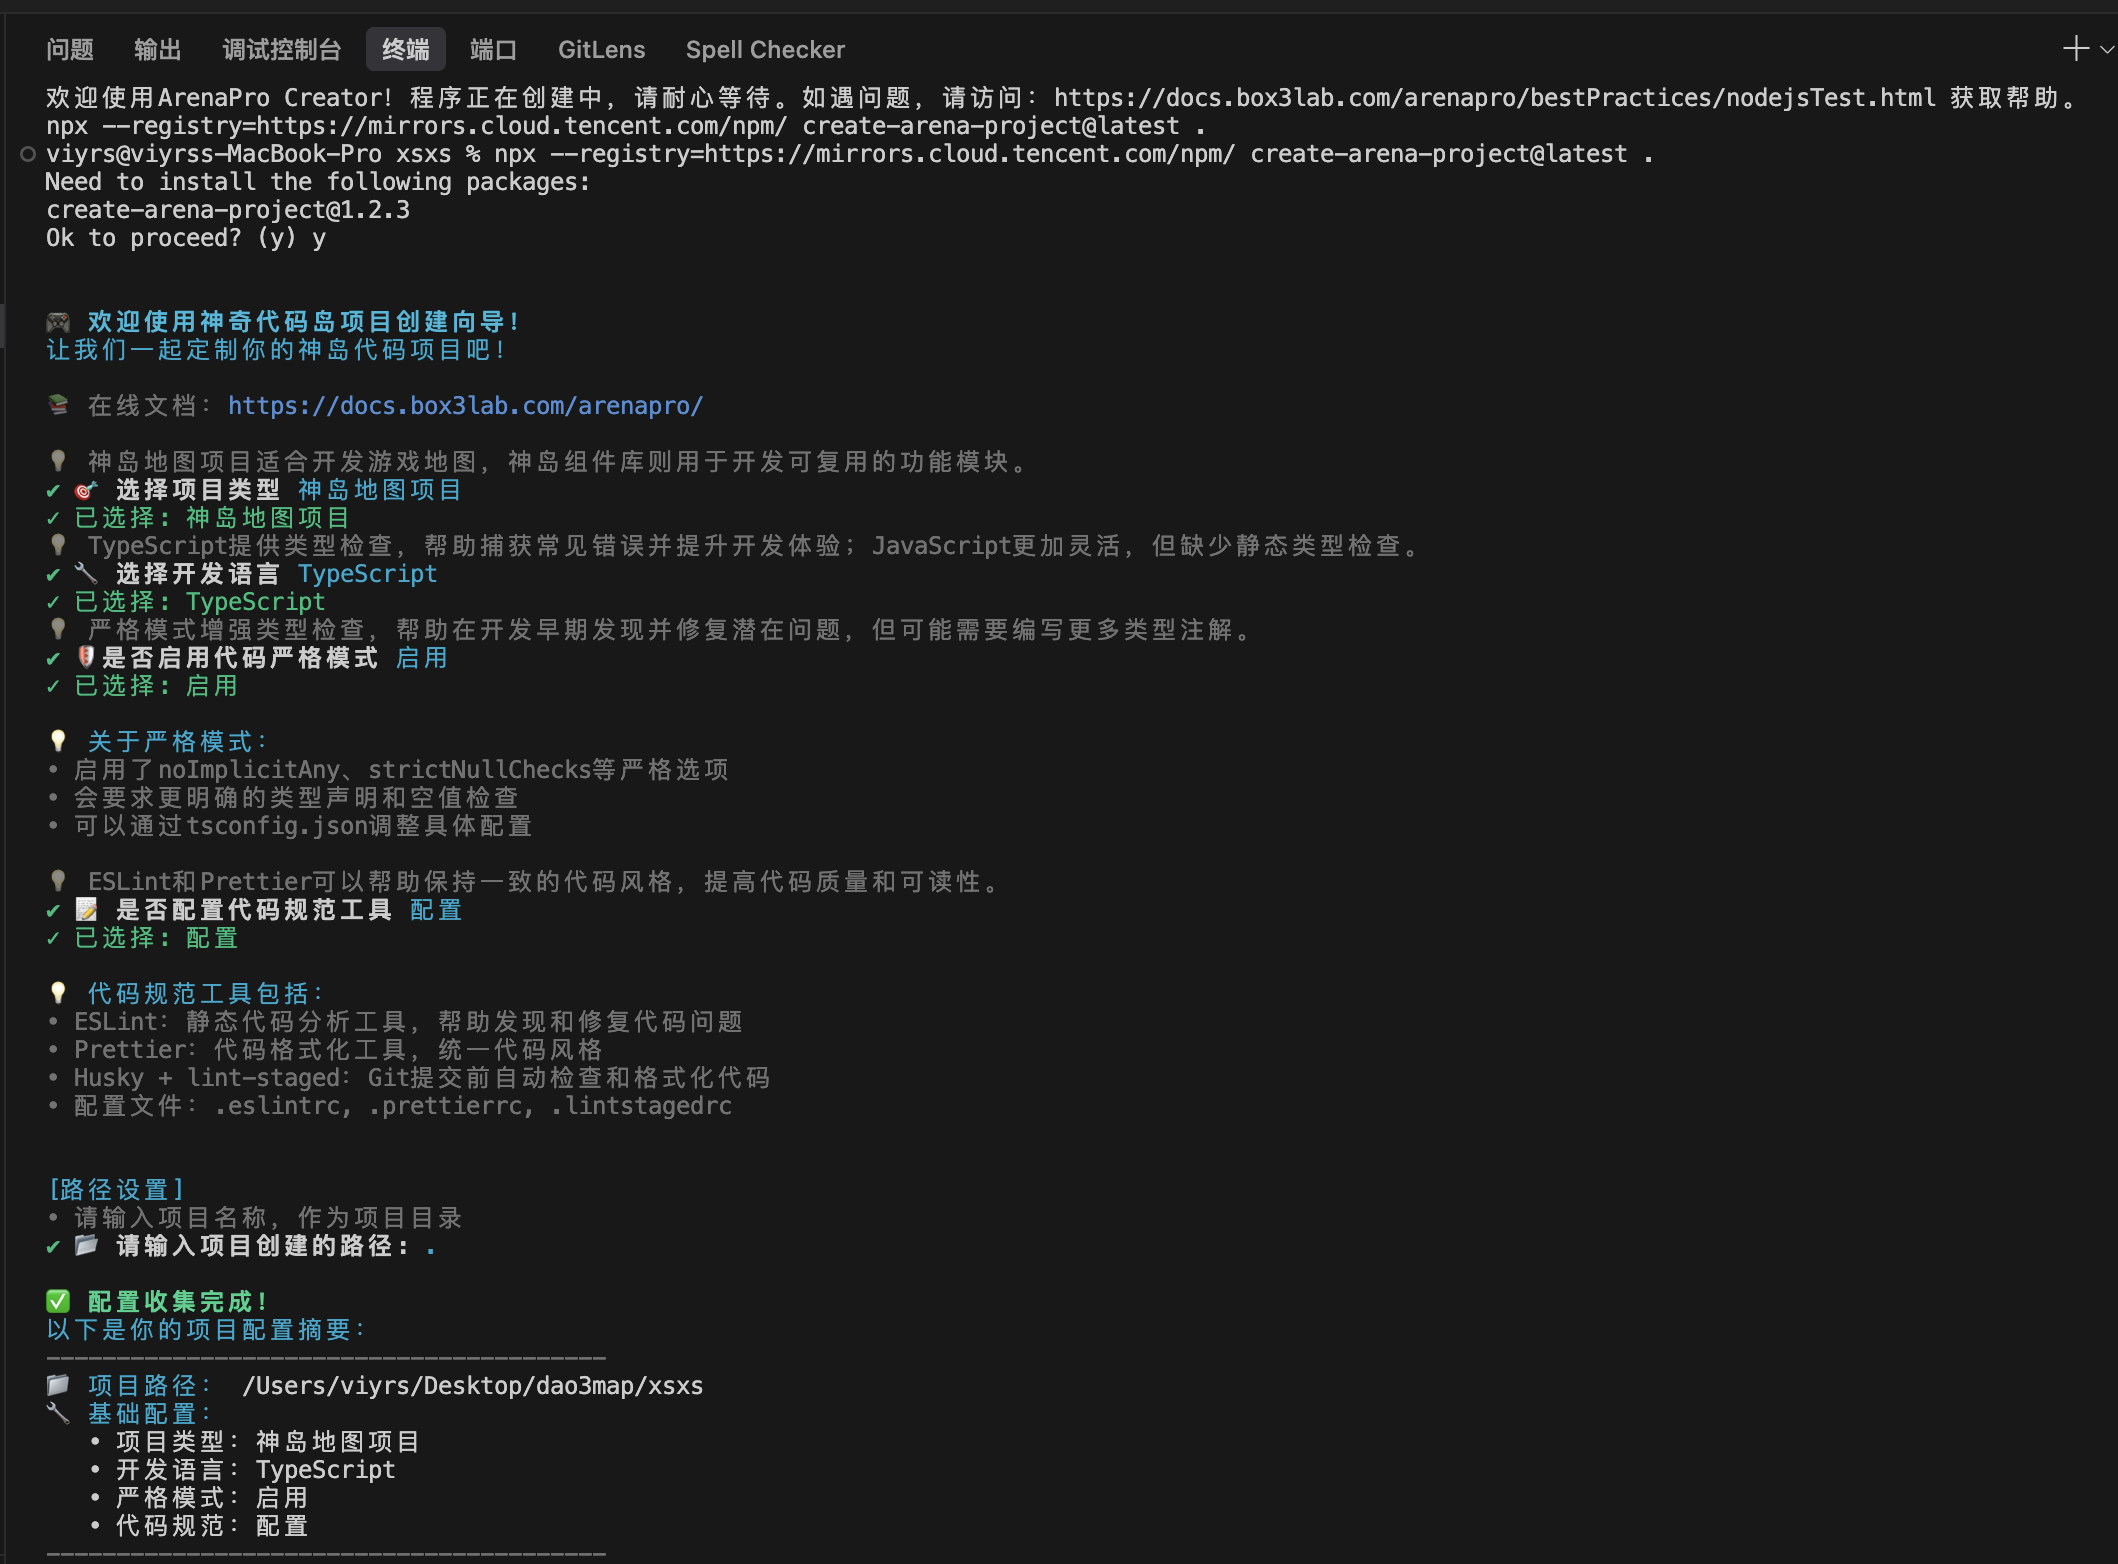 问题 输出 调试控制台 终端 端口 GitLens Spell Checker
欢迎使用ArenaPro Creator! 程序正在创建中，请耐心等待。如遇问题，请访问：https://docs.box3lab.com/arenapro/bestPractices/nodejsTest.html 获取帮助。
npx --registry=https://mirrors.cloud.tencent.com/npm/ create-arena-project@latest .
viyrs@viyrss-MacBook-Pro xsxs % npx --registry=https://mirrors.cloud.tencent.com/npm/ create-arena-project@latest .
Need to install the following packages:
create-arena-project@1.2.3
Ok to proceed? (y) y
🎮 欢迎使用神奇代码岛项目创建向导！
让我们一起定制你的神岛代码项目吧！
📚 在线文档：https://docs.box3lab.com/arenapro/
💡 神岛地图项目适合开发游戏地图，神岛组件库则用于开发可复用的功能模块。
✔ 🎯 选择项目类型 神岛地图项目
✓ 已选择: 神岛地图项目
💡 TypeScript提供类型检查，帮助捕获常见错误并提升开发体验；JavaScript更加灵活，但缺少静态类型检查。
✔ 🔧 选择开发语言 TypeScript
✓ 已选择: TypeScript
💡 严格模式增强类型检查，帮助在开发早期发现并修复潜在问题，但可能需要编写更多类型注解。
✔ 🛡️是否启用代码严格模式 启用
✓ 已选择: 启用
💡 关于严格模式：
• 启用了noImplicitAny、strictNullChecks等严格选项
• 会要求更明确的类型声明和空值检查
• 可以通过tsconfig.json调整具体配置
💡 ESLint和Prettier可以帮助保持一致的代码风格，提高代码质量和可读性。
✔ 📝 是否配置代码规范工具 配置
✓ 已选择: 配置
💡 代码规范工具包括：
• ESLint：静态代码分析工具，帮助发现和修复代码问题
• Prettier：代码格式化工具，统一代码风格
• Husky + lint-staged：Git提交前自动检查和格式化代码
• 配置文件：.eslintrc, .prettierrc, .lintstagedrc
[路径设置]
• 请输入项目名称，作为项目目录
✔ 📂 请输入项目创建的路径: .
✅ 配置收集完成！
以下是你的项目配置摘要：
────────────────────────────────────────
📁 项目路径： /Users/viyrs/Desktop/dao3map/xsxs
🔧 基础配置：
• 项目类型：神岛地图项目
• 开发语言：TypeScript
• 严格模式：启用
• 代码规范：配置
────────────────────────────────────────